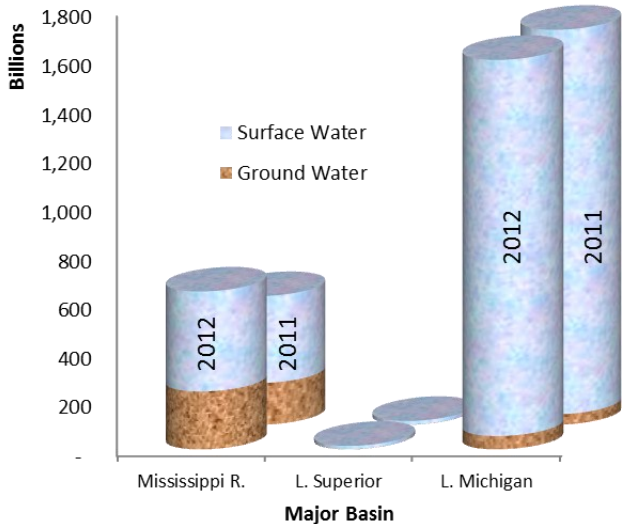 Billions
1,800
1,600
1,400
1,200
1,000
800
600
400
200
-
Surface Water
Ground Water
2012
2011
2012
2011
Mississippi R.
L. Superior
L. Michigan
Major Basin